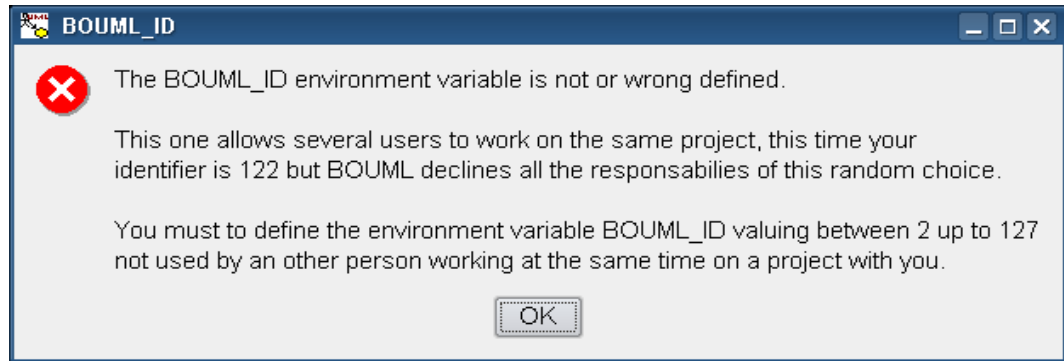 BOUML_ID
The BOUML_ID environment variable is not or wrong defined.
This one allows several users to work on the same project, this time your
identifier is 122 but BOUML declines all the responsabilies of this random choice.
You must to define the environment variable BOUML_ID valuing between 2 up to 127
not used by an other person working at the same time on a project with you.
OK